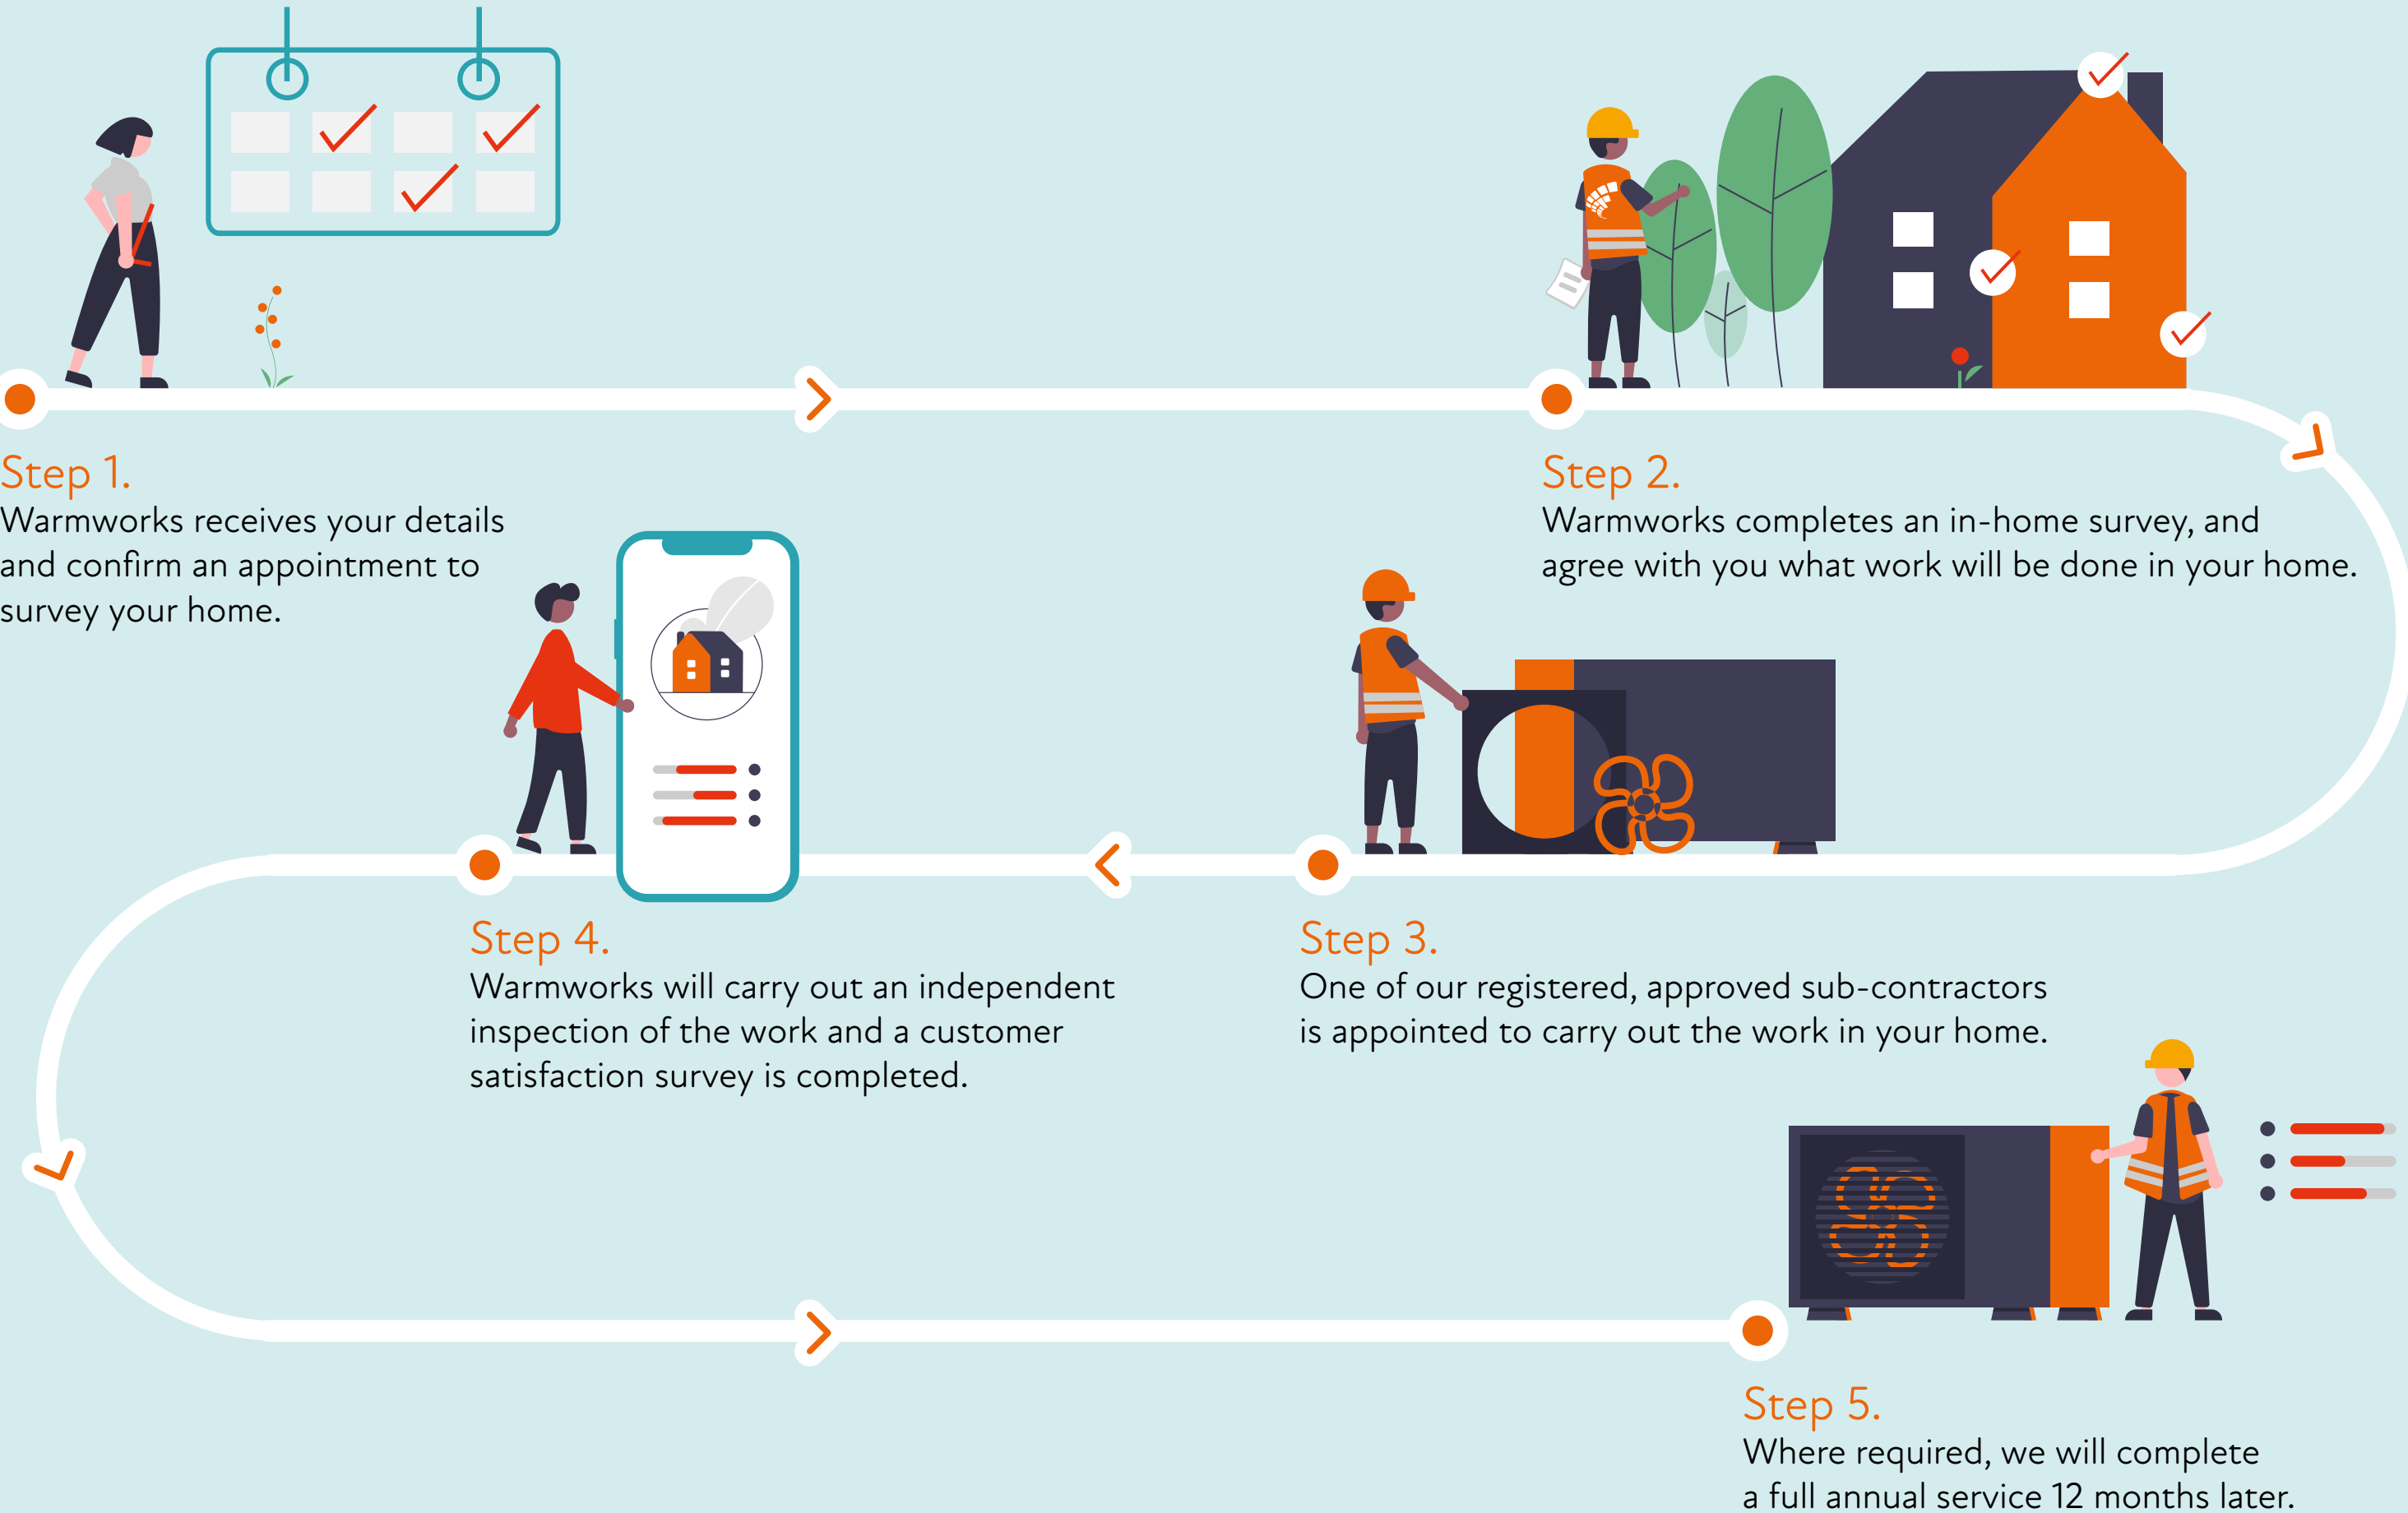 Step 1.
Warmworks receives your details
and confirm an appointment to
survey your home.
Step 2.
Warmworks completes an in-home survey, and
agree with you what work will be done in your home.
Step 3.
One of our registered, approved sub-contractors
is appointed to carry out the work in your home.
Step 4.
Warmworks will carry out an independent
inspection of the work and a customer
satisfaction survey is completed.
Step 5.
Where required, we will complete
a full annual service 12 months later.